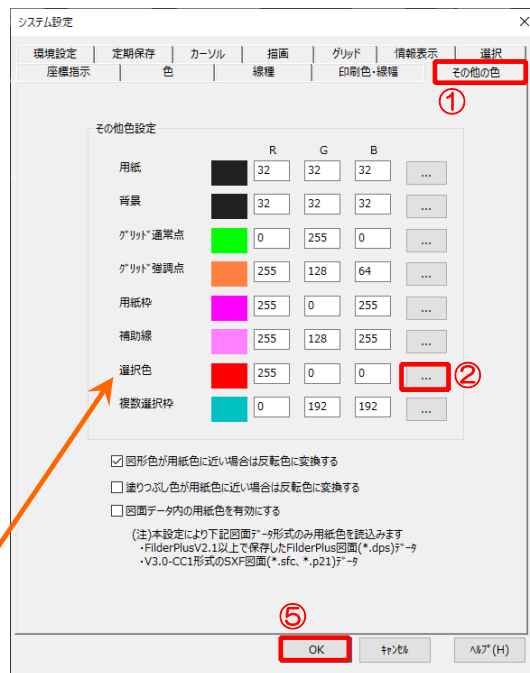 システム設定
環境設定 定期保存 カーソル 描画 グリッド 情報表示 選択
座標指示 色 線種 印刷色・線幅 その他の色
①
その他色設定
R G B
用紙 32 32 32 ...
背景 32 32 32 ...
グリッド通常点 0 255 0 ...
グリッド強調点 255 128 64 ...
用紙枠 255 0 255 ...
補助線 255 128 255 ...
選択色 255 0 0 ... ②
複数選択枠 0 192 192 ...
図形色が用紙色に近い場合は反転色に変換する
塗りつぶし色が用紙色に近い場合は反転色に変換する
図面データ内の用紙色を有効にする
(注)本設定により下記図面データ形式のみ用紙色を読込みます
・FilderPlusV2.1以上で保存したFilderPlus図面(*.dps)データ
・V3.0-CC1形式のSXF図面(*.sfc、*.p21)データ
⑤
OK キャンセル ヘルプ(H)